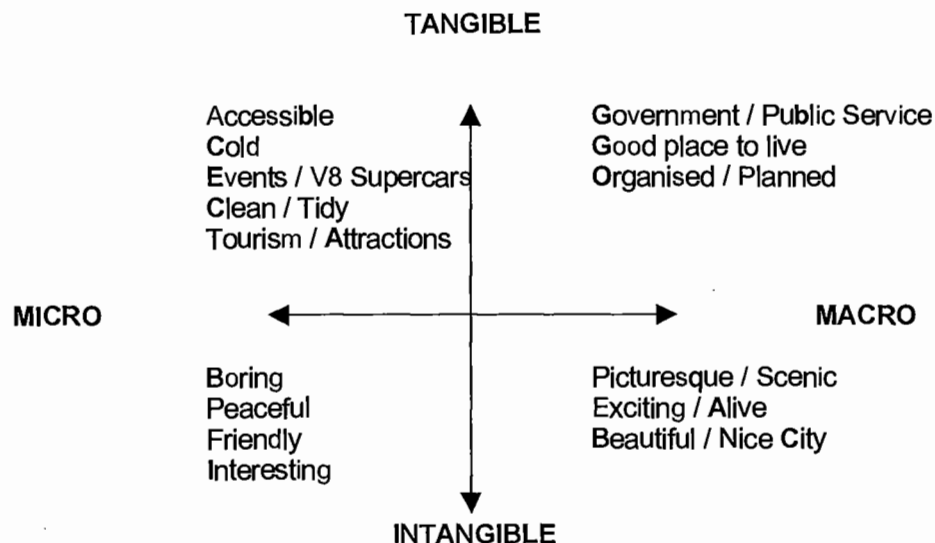 TANGIBLE
Accessible
Cold
Events / V8 Supercars
Clean / Tidy
Tourism / Attractions
Government / Public Service
Good place to live
Organised / Planned
MICRO
MACRO
Boring
Peaceful
Friendly
Interesting
Picturesque / Scenic
Exciting / Alive
Beautiful / Nice City
INTANGIBLE